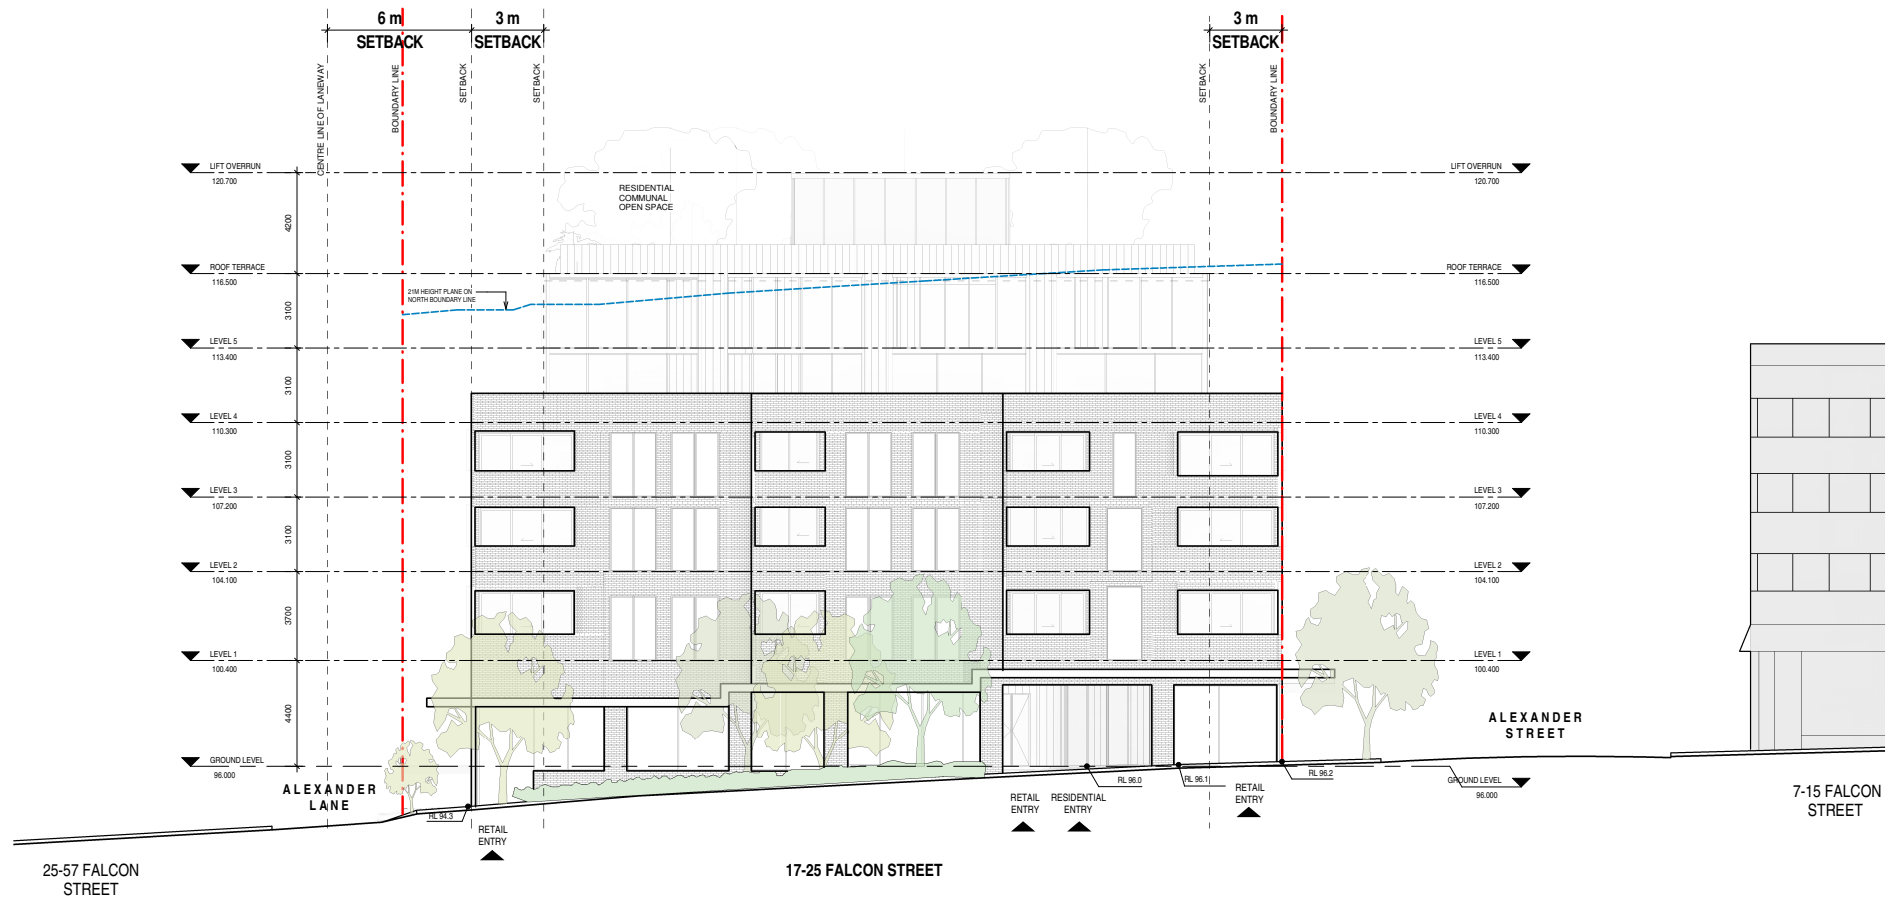 6 m
SETBACK
3 m
SETBACK
3 m
SETBACK
CENTRE LINE OF LANEWAY
BOUNDARY LINE
SETBACK
SETBACK
SETBACK
BOUNDARY LINE
LIFT OVERRUN
120.700
LIFT OVERRUN
120.700
RESIDENTIAL
COMMUNAL
OPEN SPACE
4200
ROOF TERRACE
116.500
ROOF TERRACE
116.500
21M HEIGHT PLANE ON
NORTH BOUNDARY LINE
3100
LEVEL 5
113.400
LEVEL 5
113.400
3100
LEVEL 4
110.300
LEVEL 4
110.300
3100
LEVEL 3
107.200
LEVEL 3
107.200
3100
LEVEL 2
104.100
LEVEL 2
104.100
3700
LEVEL 1
100.400
LEVEL 1
100.400
4400
GROUND LEVEL
96.000
GROUND LEVEL
96.000
ALEXANDER
LANE
ALEXANDER
STREET
RL 94.3
RL 96.0
RL 96.1
RL 96.2
RETAIL
ENTRY
RETAIL
ENTRY
RESIDENTIAL
ENTRY
RETAIL
ENTRY
7-15 FALCON
STREET
25-57 FALCON
STREET
17-25 FALCON STREET